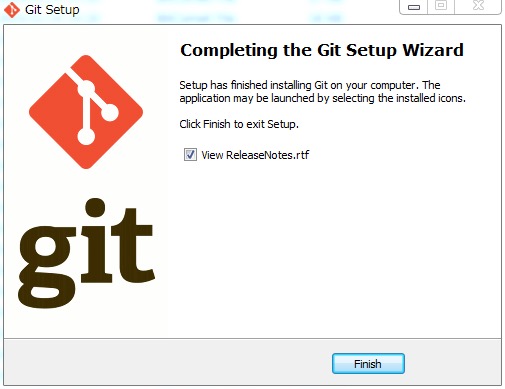 Git Setup
Completing the Git Setup Wizard
Setup has finished installing Git on your computer. The
application may be launched by selecting the installed icons.
Click Finish to exit Setup.
View ReleaseNotes.rtf
git
Finish